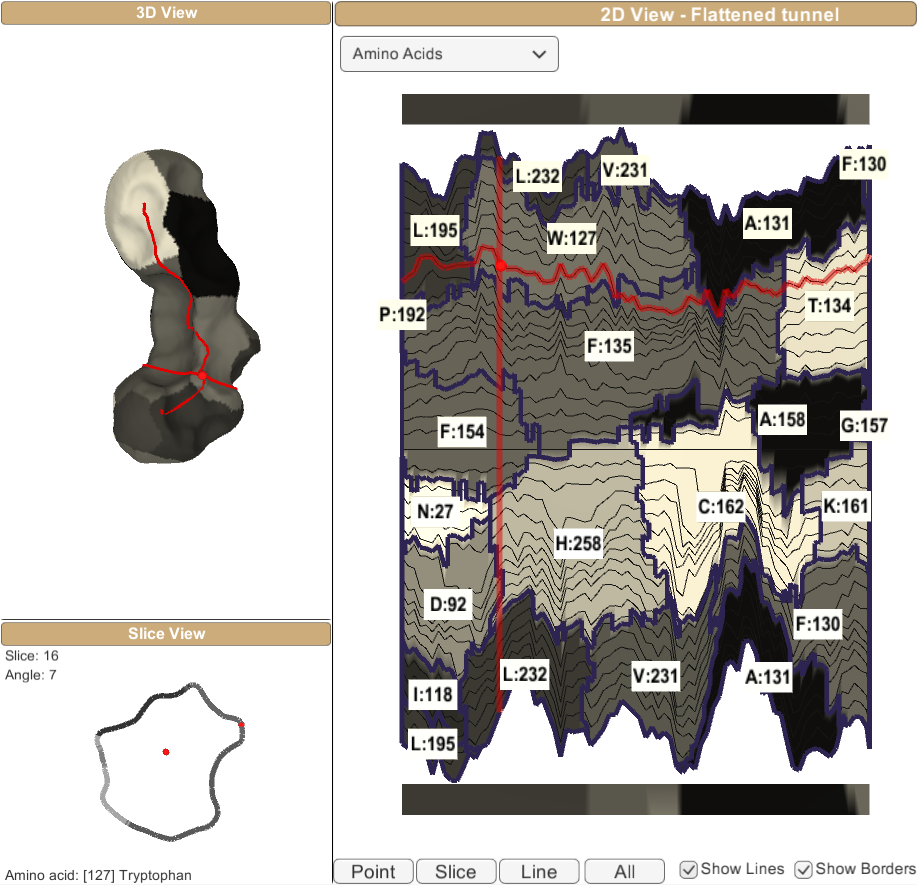 3D View
2D View - Flattened tunnel
Amino Acids
L:232
V:231
F:130
L:195
W:127
A:131
P:192
T:134
F:135
F:154
A:158
G:157
N:27
C:162
K:161
H:258
D:92
F:130
L:232
V:231
A:131
I:118
L:195
Slice View
Slice: 16
Angle: 7
Amino acid: [127] Tryptophan
Point Slice Line All Show Lines Show Borders